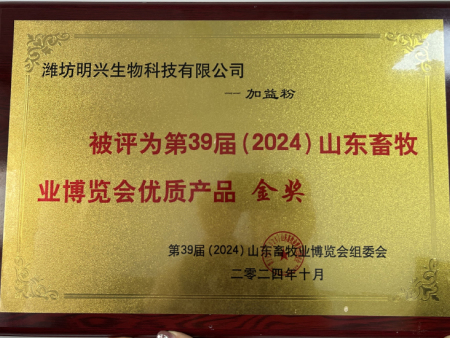 潍坊明兴生物科技有限公司
—加益粉
被评为第39届(2024)山东畜牧
业博览会优质产品 金奖
第39届(2024)山东畜牧业博览会组委会
二零二四年十月